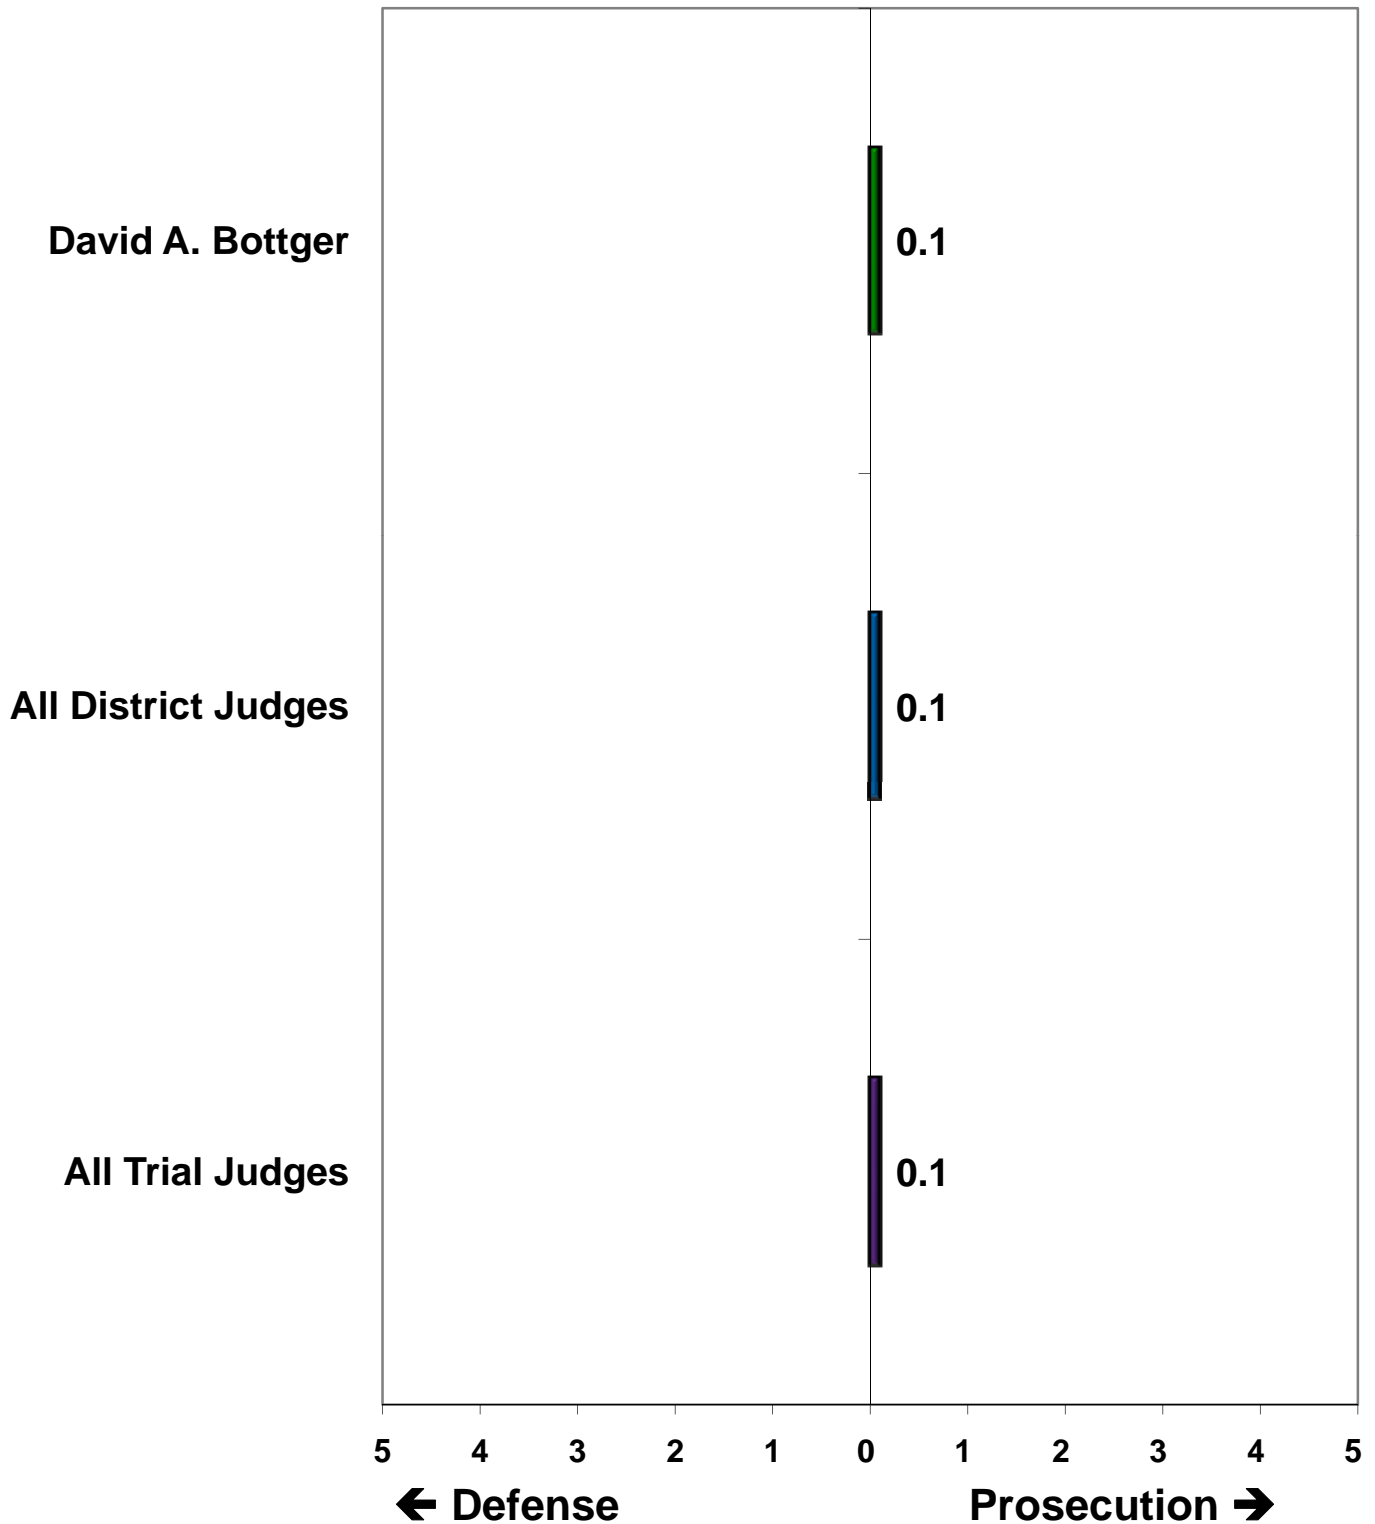 David A. Bottger 0.1
All District Judges 0.1
All Trial Judges 0.1
5 4 3 2 1 0 1 2 3 4 5
← Defense Prosecution →